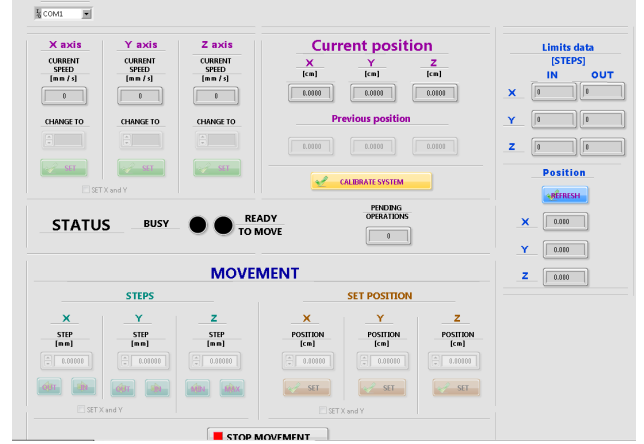 COM1
X axis Y axis Z axis
CURRENT SPEED [mm / s] CURRENT SPEED [mm / s] CURRENT SPEED [mm / s]
0 0 0
CHANGE TO CHANGE TO CHANGE TO
SET SET SET
SET X and Y
Current position
X Y Z
[cm] [cm] [cm]
0.0000 0.0000 0.0000
Previous position
0.0000 0.0000 0.0000
CALIBRATE SYSTEM
Limits data
[STEPS]
IN OUT
X 0 0
Y 0 0
Z 0 0
Position
REFRESH
X 0.000
Y 0.000
Z 0.000
STATUS BUSY READY TO MOVE
PENDING
OPERATIONS
0
MOVEMENT
STEPS
X Y Z
STEP [mm] STEP [mm] STEP [mm]
0.00000 0.00000 0.00000
OUT IN OUT IN MIN MAX
SET X and Y
SET POSITION
X Y Z
POSITION [cm] POSITION [cm] POSITION [cm]
0.00000 0.00000 0.00000
SET SET SET
SET X and Y
STOP MOVEMENT